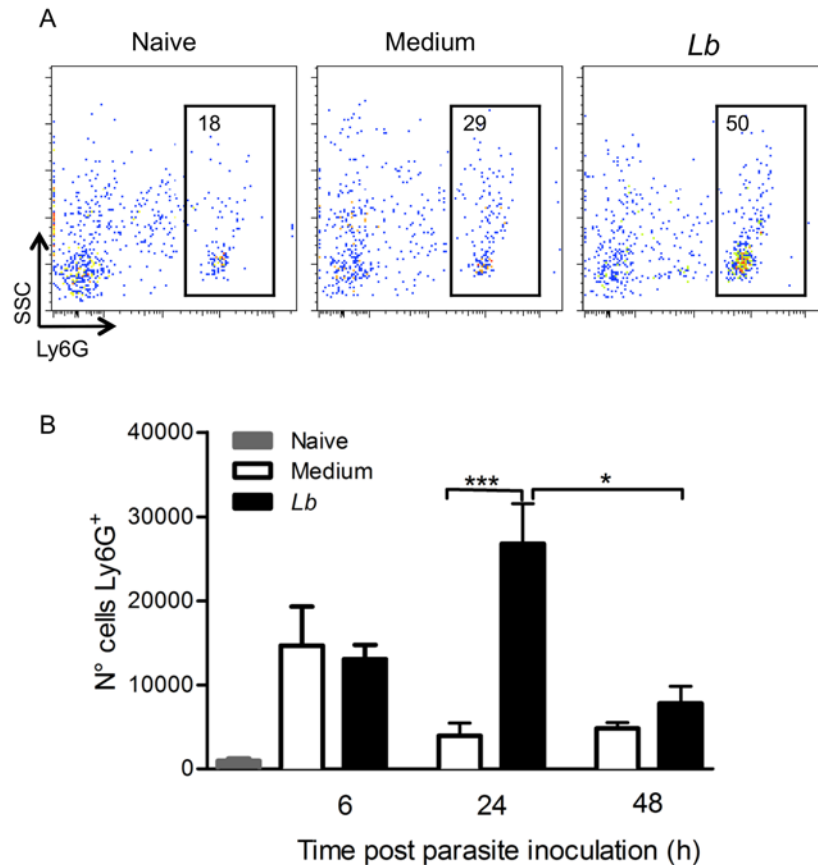 A
Naive Medium Lb
18 29 50
SSC
Ly6G
B
40000
30000
20000
10000
0
N° cells Ly6G⁺
Naive
Medium
Lb
*** *
6 24 48
Time post parasite inoculation (h)